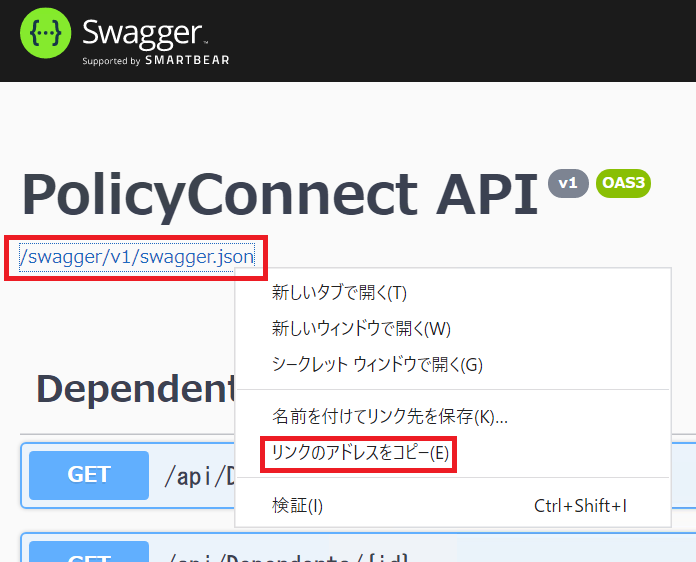 {···} Swagger™
Supported by SMARTBEAR
PolicyConnect API v1 OAS3
/swagger/v1/swagger.json
新しいタブで開く(T)
新しいウィンドウで開く(W)
シークレット ウィンドウで開く(G)
Dependent
名前を付けてリンク先を保存(K)...
リンクのアドレスをコピー(E)
GET /api/D
検証(I) Ctrl+Shift+I
GET /api/Dependents/{id}